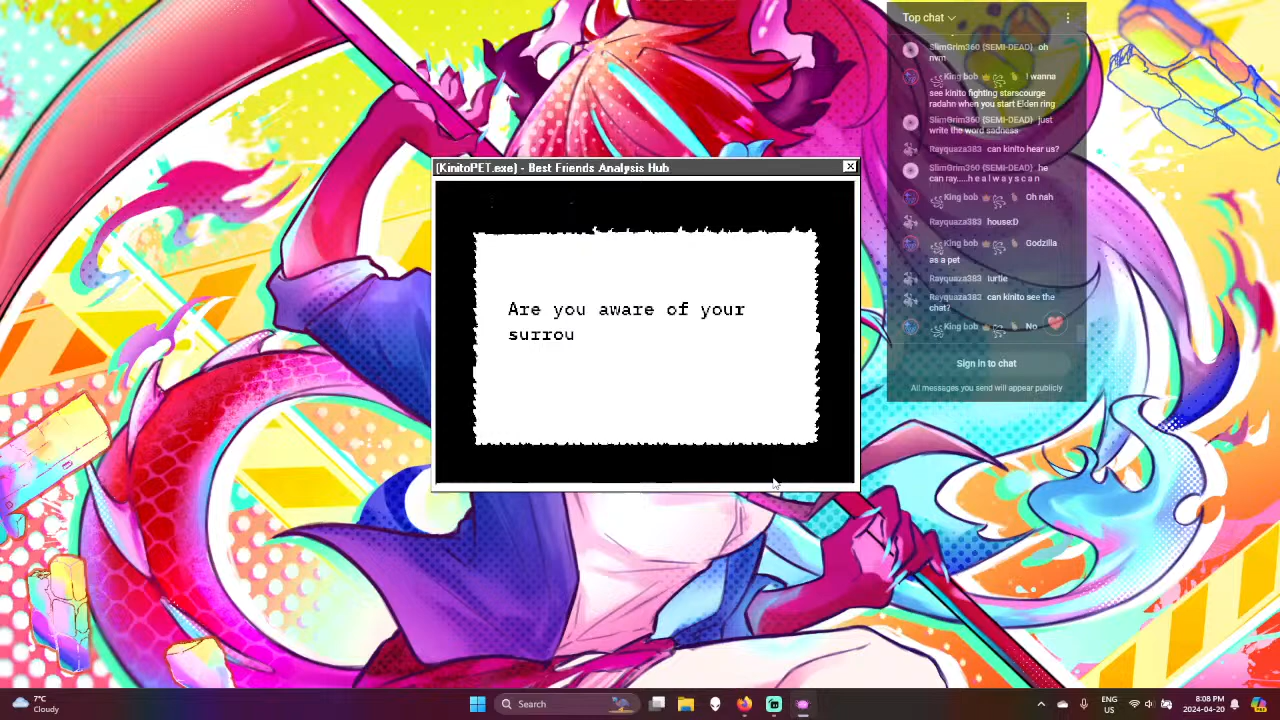 Top chat
SlimGrim360 {SEMI-DEAD} oh
nvm
King bob I wanna
see kinito fighting starscourge
radahn when you start Elden ring
SlimGrim360 {SEMI-DEAD} just
write the word sadness
Rayquaza383 can kinito hear us?
SlimGrim360 {SEMI-DEAD} he
can ray.....h e a l w a y s c a n
King bob Oh nah
Rayquaza383 house:D
King bob Godzilla
as a pet
Rayquaza383 turtle
Rayquaza383 can kinito see the
chat?
King bob No
Sign in to chat
All messages you send will appear publicly
(KinitoPET.exe) - Best Friends Analysis Hub
Are you aware of your
surrou
7°C
Cloudy
Search
ENG
US
8:08 PM
2024-04-20